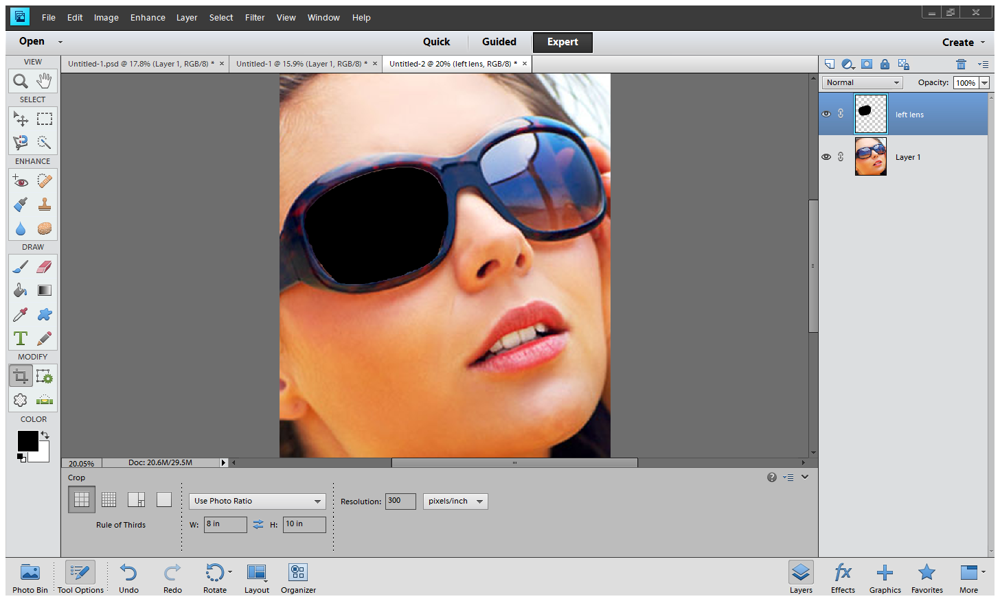 File Edit Image Enhance Layer Select Filter View Window Help
Open Quick Guided Expert Create
VIEW
Untitled-1.psd @ 17.8% (Layer 1, RGB/8) * × Untitled-1 @ 15.9% (Layer 1, RGB/8) * × Untitled-2 @ 20% (left lens, RGB/8) * ×
Normal Opacity: 100%
SELECT
left lens
Layer 1
ENHANCE
DRAW
MODIFY
COLOR
20.05% Doc: 20.6M/29.5M
Crop
Use Photo Ratio Resolution: 300 pixels/inch
Rule of Thirds W: 8 in H: 10 in
Photo Bin Tool Options Undo Redo Rotate Layout Organizer Layers Effects Graphics Favorites More